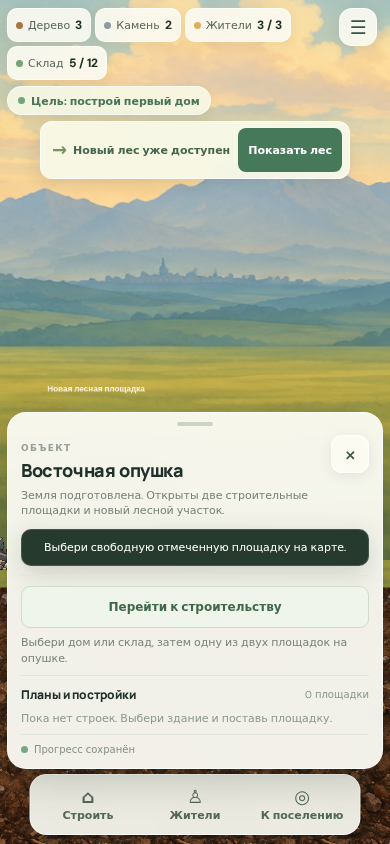 Дерево 3
Камень 2
Жители 3 / 3
Склад 5 / 12
Цель: построй первый дом
→ Новый лес уже доступен
Показать лес
Новая лесная площадка
ОБЪЕКТ
Восточная опушка
Земля подготовлена. Открыты две строительные
площадки и новый лесной участок.
Выбери свободную отмеченную площадку на карте.
Перейти к строительству
Выбери дом или склад, затем одну из двух площадок на
опушке.
Планы и постройки
0 площадки
Пока нет строек. Выбери здание и поставь площадку.
Прогресс сохранён
Строить
Жители
К поселению